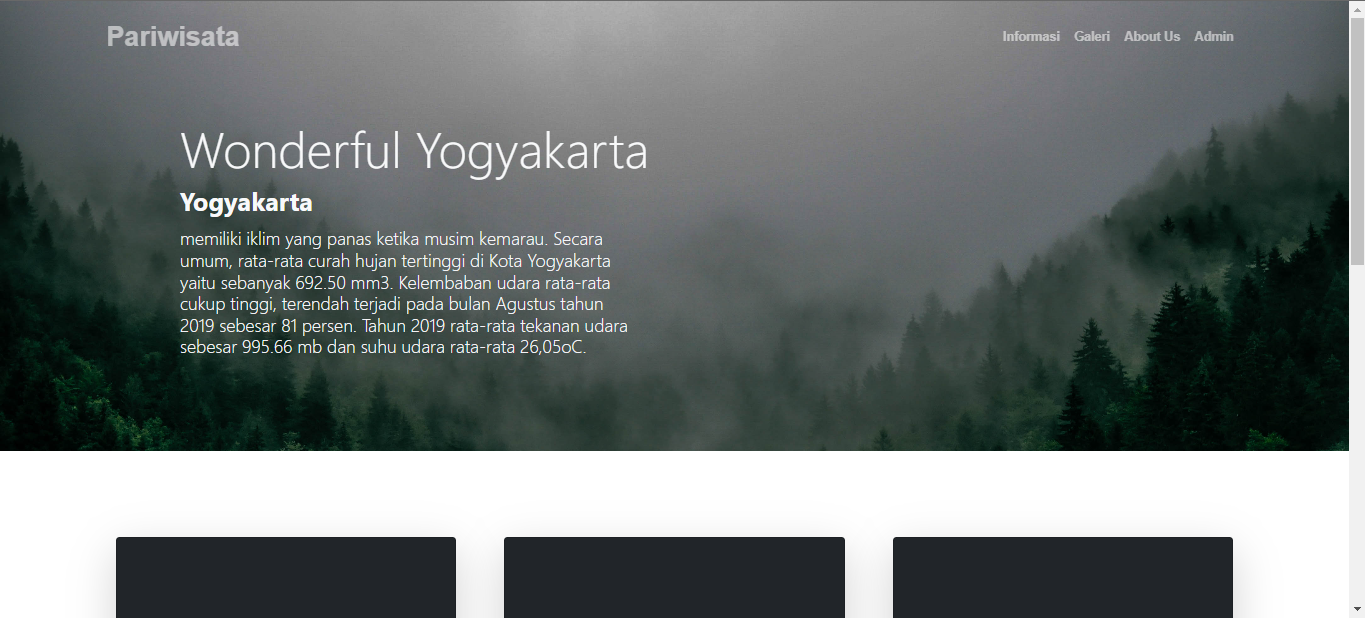 Pariwisata
Informasi Galeri About Us Admin
Wonderful Yogyakarta
Yogyakarta
memiliki iklim yang panas ketika musim kemarau. Secara
umum, rata-rata curah hujan tertinggi di Kota Yogyakarta
yaitu sebanyak 692.50 mm3. Kelembaban udara rata-rata
cukup tinggi, terendah terjadi pada bulan Agustus tahun
2019 sebesar 81 persen. Tahun 2019 rata-rata tekanan udara
sebesar 995.66 mb dan suhu udara rata-rata 26,05oC.